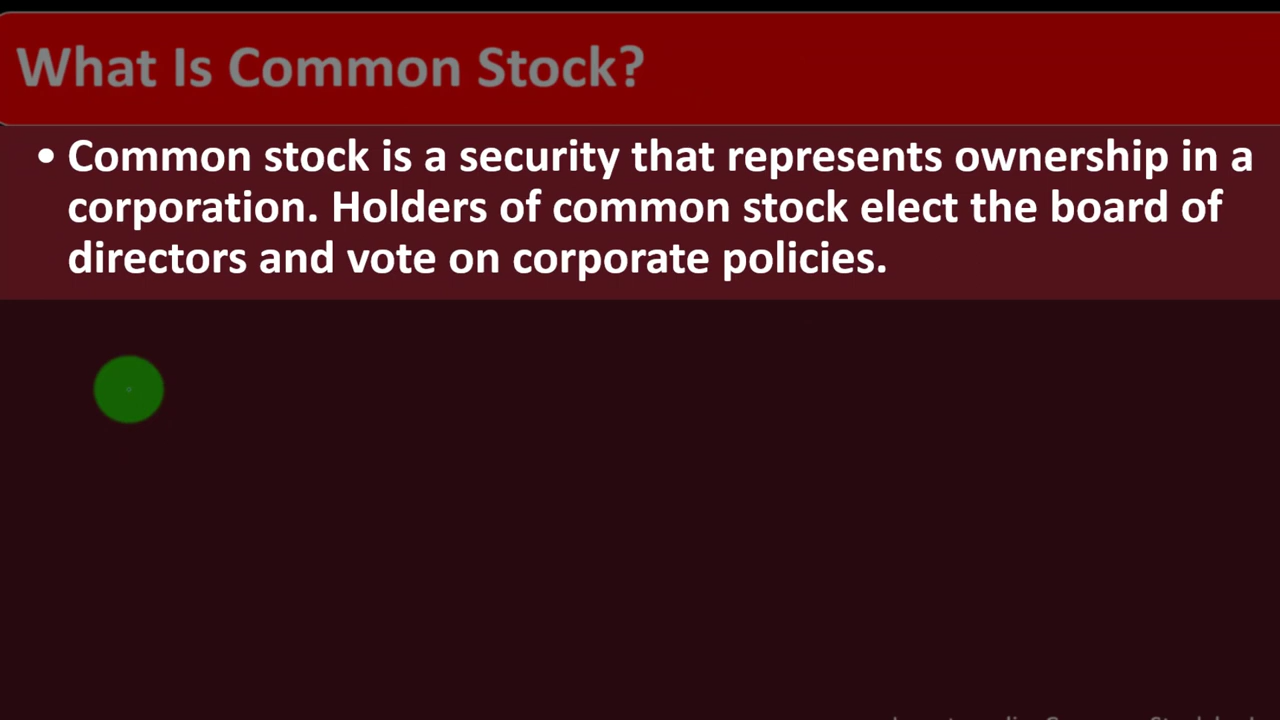 What Is Common Stock?
• Common stock is a security that represents ownership in a
corporation. Holders of common stock elect the board of
directors and vote on corporate policies.